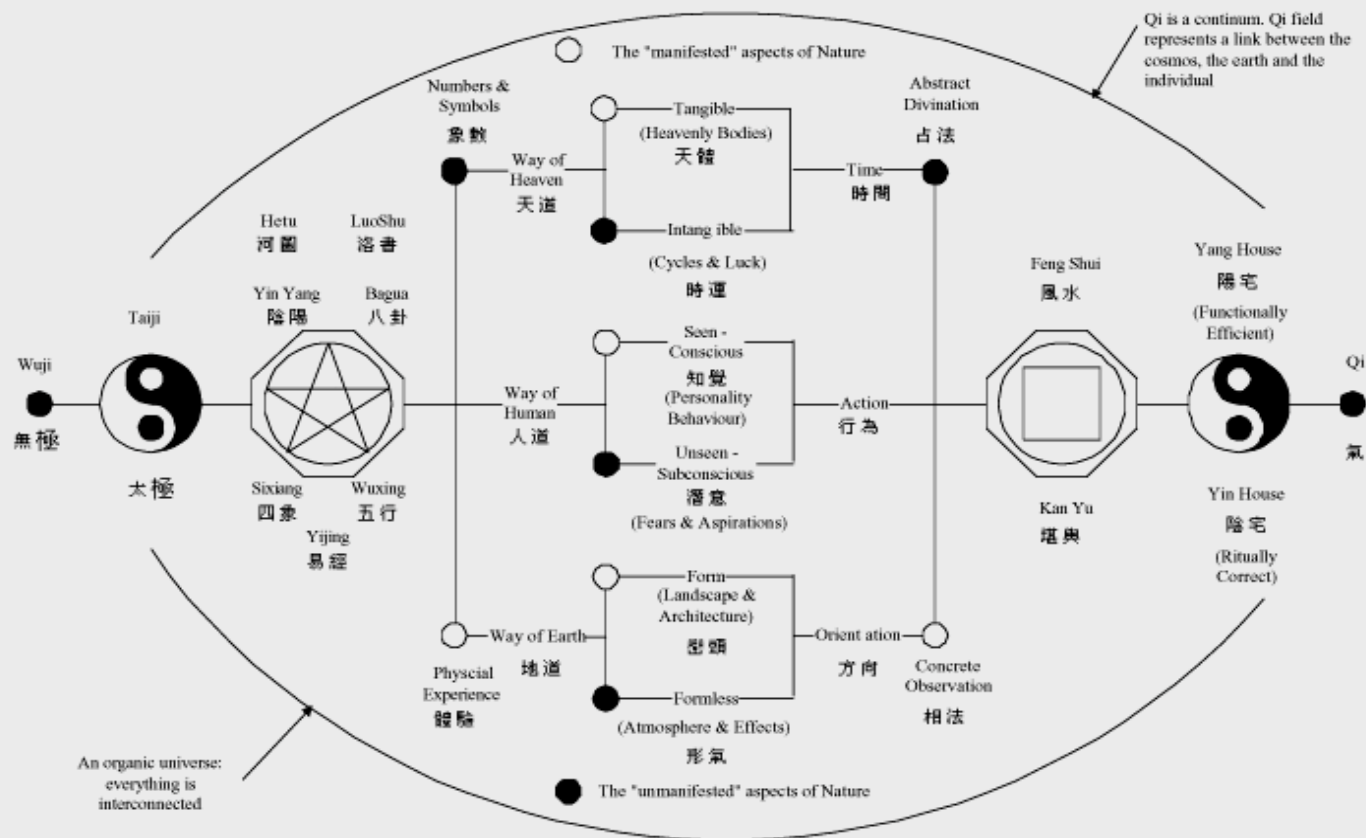 Qi is a continum. Qi field
represents a link between the
cosmos, the earth and the
individual
The "manifested" aspects of Nature
Numbers &
Symbols
象數
Abstract
Divination
占法
Tangible
(Heavenly Bodies)
天體
Way of
Heaven
天道
Time
時間
Intang ible
(Cycles & Luck)
時運
Hetu
河圖
LuoShu
洛書
Yin Yang
陰陽
Bagua
八卦
Feng Shui
風水
Yang House
陽宅
(Functionally
Efficient)
Taiji
Wuji
無極
太極
Seen -
Conscious
知覺
(Personality
Behaviour)
Way of
Human
人道
Action
行為
Unseen -
Subconscious
潛意
(Fears & Aspirations)
Qi
氣
Sixiang
四象
Wuxing
五行
Yijing
易經
Kan Yu
堪輿
Yin House
陰宅
(Ritually
Correct)
Form
(Landscape &
Architecture)
巒頭
Way of Earth
地道
Orient ation
方向
Physcial
Experience
體驗
Concrete
Observation
相法
Formless
(Atmosphere & Effects)
形氣
An organic universe:
everything is
interconnected
The "unmanifested" aspects of Nature